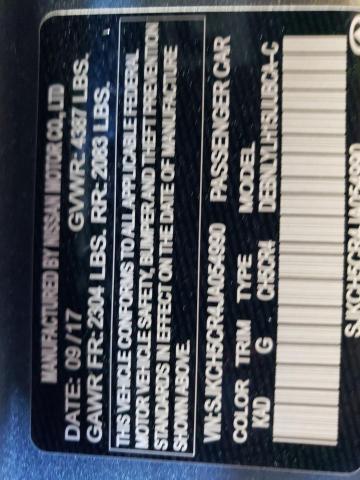 MANUFACTURED BY NISSAN MOTOR CO., LTD
DATE: 09/17 GVWR: 4387 LBS.
GAWR FR: 2304 LBS. RR: 2083 LBS.
THIS VEHICLE CONFORMS TO ALL APPLICABLE FEDERAL
MOTOR VEHICLE SAFETY, BUMPER AND THEFT PREVENTION
STANDARDS IN EFFECT ON THE DATE OF MANUFACTURE
SHOWN ABOVE.
VIN: SJKCH5CR4JA054990 PASSENGER CAR
COLOR TRIM TYPE MODEL
KAD G CH5CR4
SJKCH5CR4JA054990